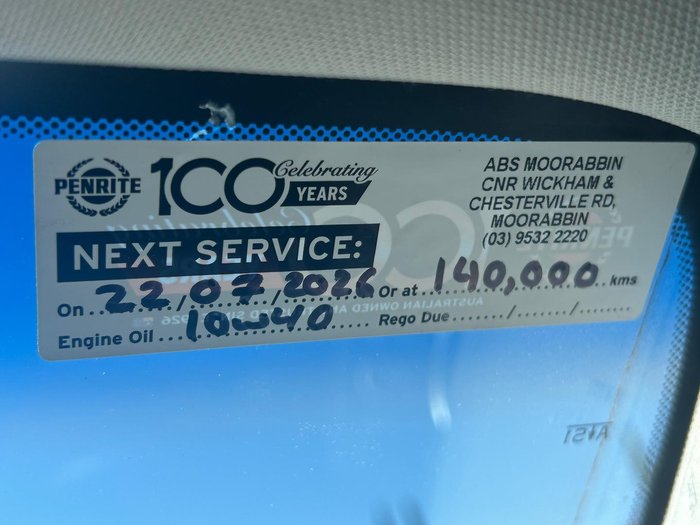 PENRITE
100 Celebrating YEARS
ABS MOORABBIN
CNR WICKHAM &
CHESTERVILLE RD,
MOORABBIN
(03) 9532 2220
NEXT SERVICE:
On 22/07/2026 Or at 140,000 kms
Engine Oil 10w40 Rego Due ....../......./.......